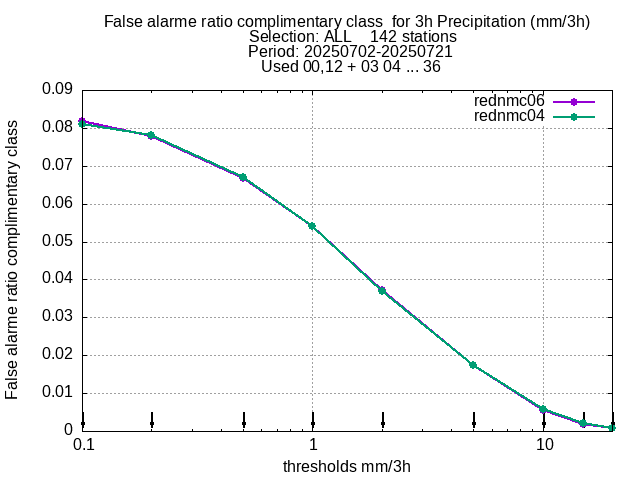 False alarme ratio complimentary class  for 3h Precipitation (mm/3h)
Selection: ALL    142 stations
Period: 20250702-20250721
Used 00,12 + 03 04 ... 36
rednmc06
rednmc04
False alarme ratio complimentary class
0.09
0.08
0.07
0.06
0.05
0.04
0.03
0.02
0.01
0
0.1
1
10
thresholds mm/3h